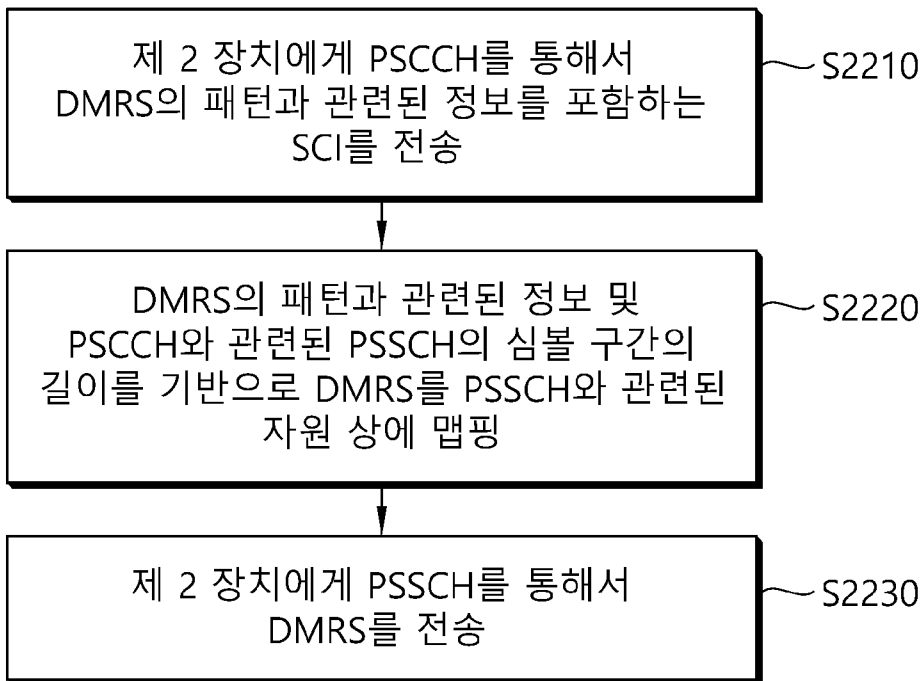 제 2 장치에게 PSCCH를 통해서
DMRS의 패턴과 관련된 정보를 포함하는
SCI를 전송
S2210
DMRS의 패턴과 관련된 정보 및
PSCCH와 관련된 PSSCH의 심볼 구간의
길이를 기반으로 DMRS를 PSSCH와 관련된
자원 상에 맵핑
S2220
제 2 장치에게 PSSCH를 통해서
DMRS를 전송
S2230